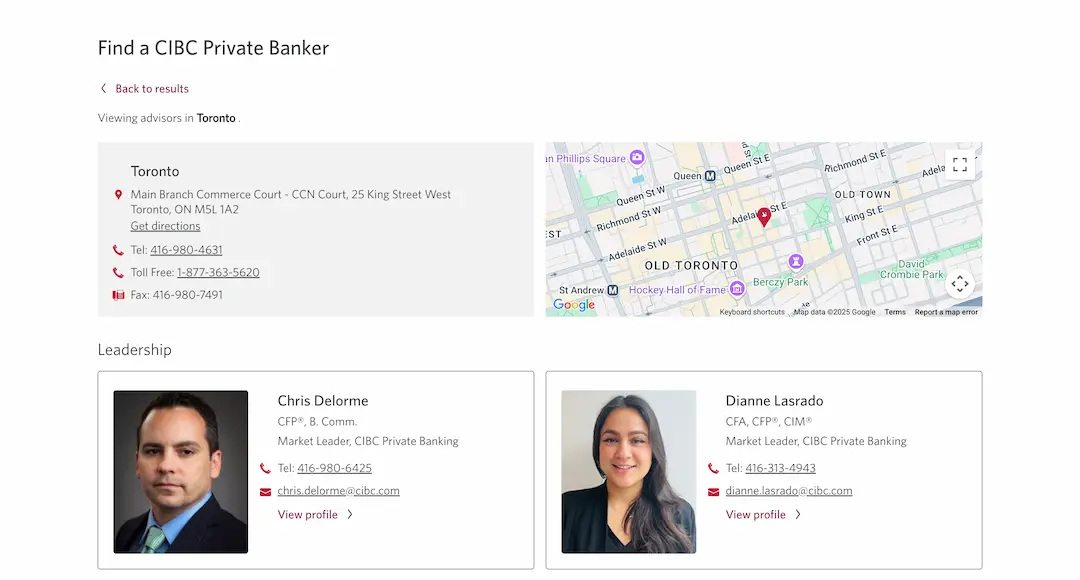 Find a CIBC Private Banker
Back to results
Viewing advisors in Toronto .
Toronto
Main Branch Commerce Court - CCN Court, 25 King Street West
Toronto, ON M5L 1A2
Get directions
Tel: 416-980-4631
Toll Free: 1-877-363-5620
Fax: 416-980-7491
an Phillips Square
Queen St E
Queen M
Queen St E
Richmond St E
Adela
OLD TOWN
Queen St W
Richmond St W
Adelai St E
King St E
EST
Adelaide St W
Front St E
OLD TORONTO
David
Crombie Park
Berczy Park
St Andrew M
Hockey Hall of Fame
Google
Keyboard shortcuts
Map data ©2025 Google
Terms
Report a map error
Leadership
Chris Delorme
CFP®, B. Comm.
Market Leader, CIBC Private Banking
Tel: 416-980-6425
chris.delorme@cibc.com
View profile
Dianne Lasrado
CFA, CFP®, CIM®
Market Leader, CIBC Private Banking
Tel: 416-313-4943
dianne.lasrado@cibc.com
View profile